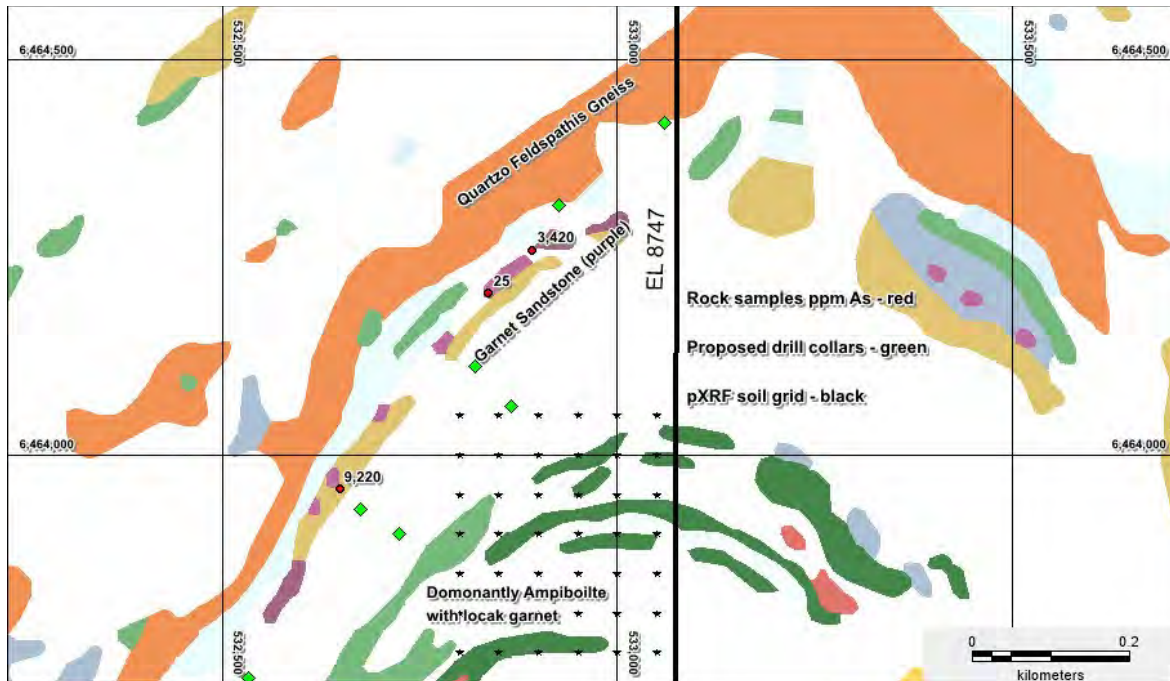 532,500
533,000
533,500
6,464,500
6,464,500
Quartzo Feldspathis Gneiss
3,420
25
Garnet Sandstone (purple)
EL 8747
Rock samples ppm As - red
Proposed drill collars - green
pXRF soil grid - black
6,464,000
6,464,000
9,220
Domonantly Ampiboilte
with locak garnet
532,500
533,000
0 0.2
kilometers